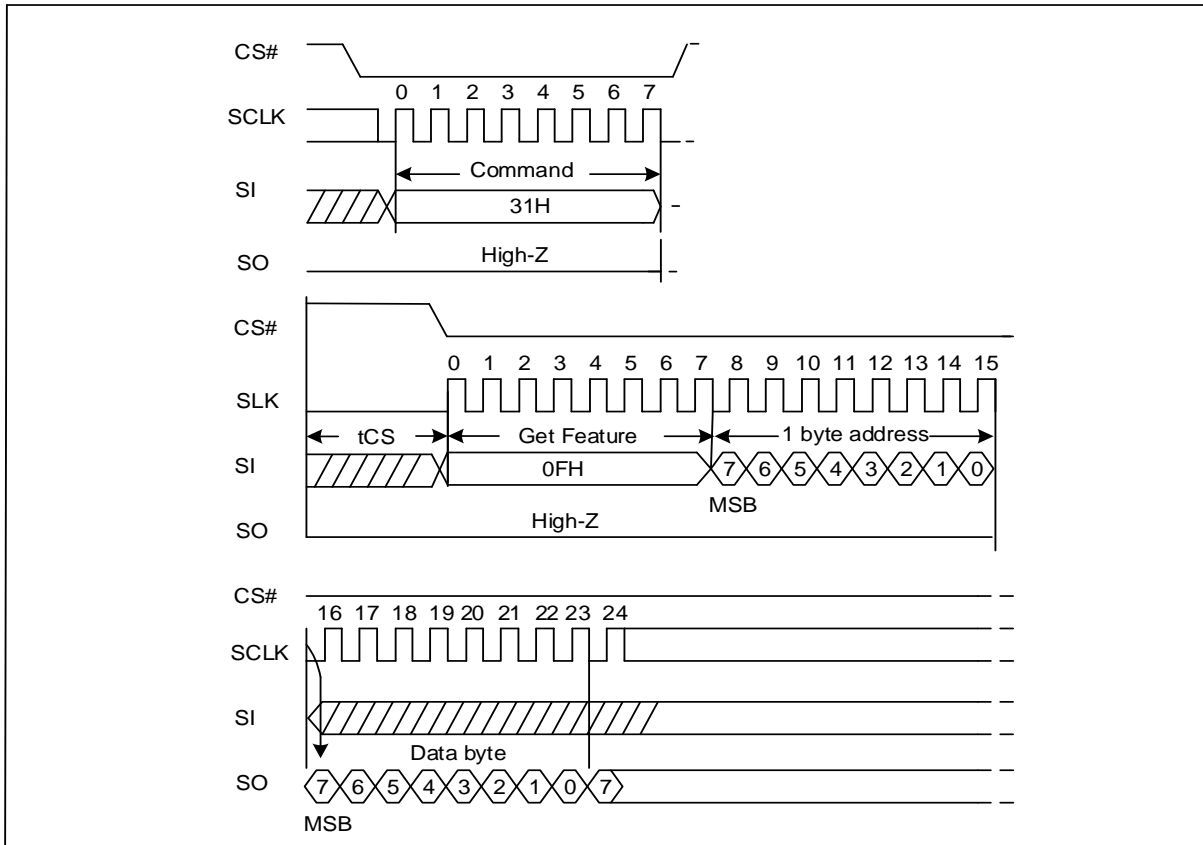 CS#
0 1 2 3 4 5 6 7
SCLK
Command
SI
31H
High-Z
SO
CS#
0 1 2 3 4 5 6 7 8 9 10 11 12 13 14 15
SLK
tCS Get Feature 1 byte address
SI
0FH 7 6 5 4 3 2 1 0
MSB
High-Z
SO
CS#
16 17 18 19 20 21 22 23 24
SCLK
SI
Data byte
SO
7 6 5 4 3 2 1 0 7
MSB